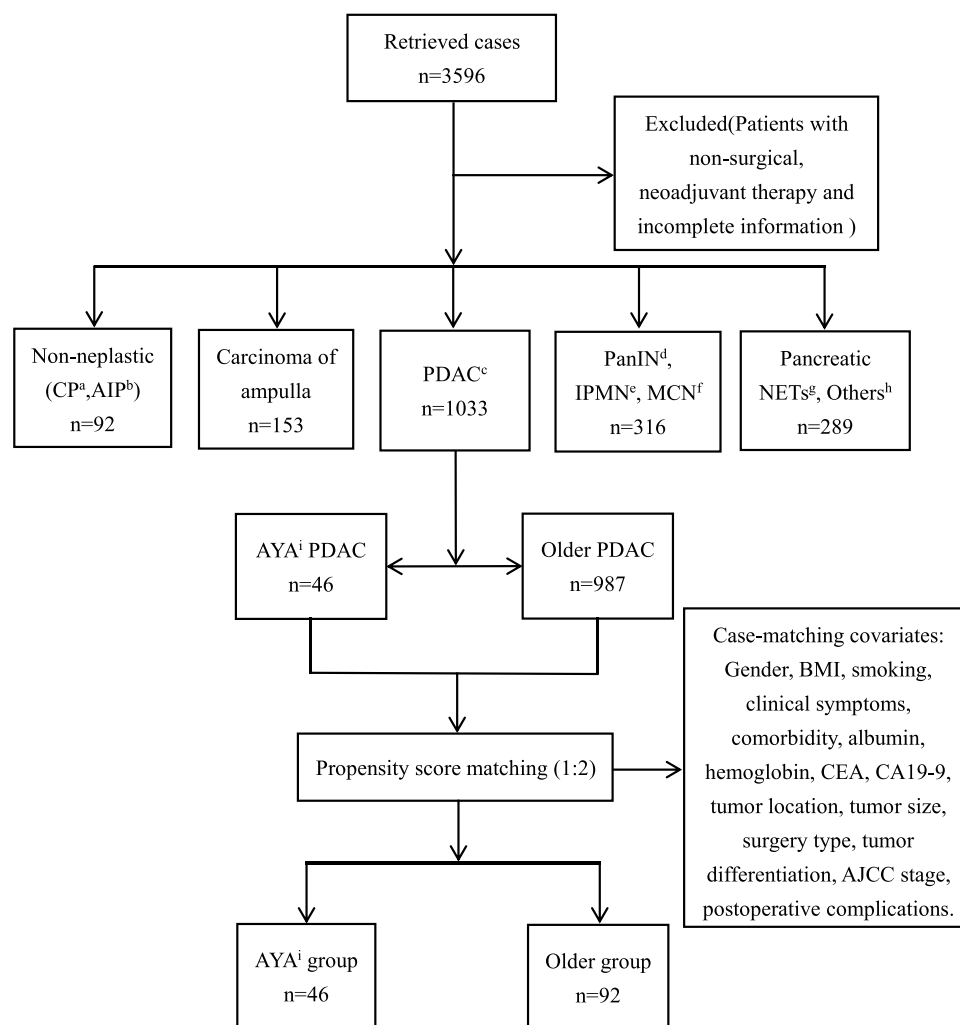 Retrieved cases
n=3596
Excluded(Patients with
non-surgical,
neoadjuvant therapy and
incomplete information )
Non-neplastic
(CPᵃ,AIPᵇ)
n=92
Carcinoma of
ampulla
n=153
PDACᶜ
n=1033
PanINᵈ,
IPMNᵉ, MCNᶠ
n=316
Pancreatic
NETsᵍ, Othersʰ
n=289
AYAⁱ PDAC
n=46
Older PDAC
n=987
Case-matching covariates:
Gender, BMI, smoking,
clinical symptoms,
comorbidity, albumin,
hemoglobin, CEA, CA19-9,
tumor location, tumor size,
surgery type, tumor
differentiation, AJCC stage,
postoperative complications.
Propensity score matching (1:2)
AYAⁱ group
n=46
Older group
n=92